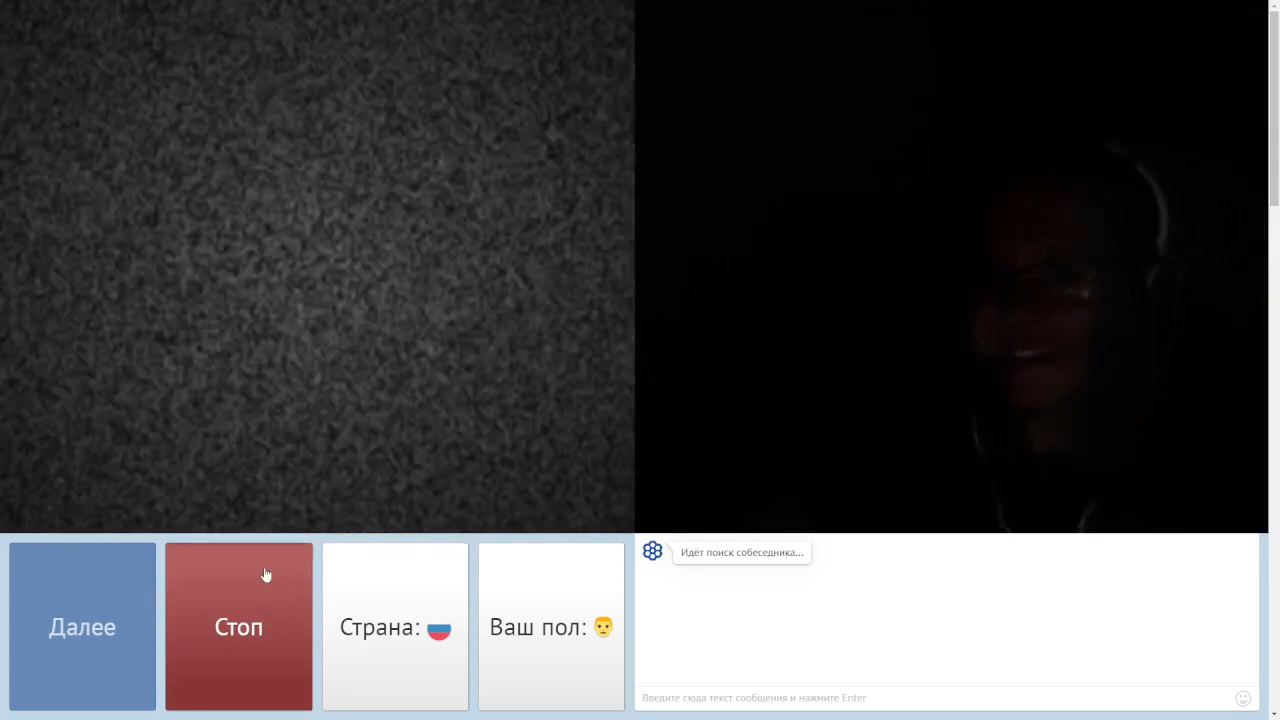 Идёт поиск собеседника...
Далее
Стоп
Страна:
Ваш пол:
Введите сюда текст сообщения и нажмите Enter